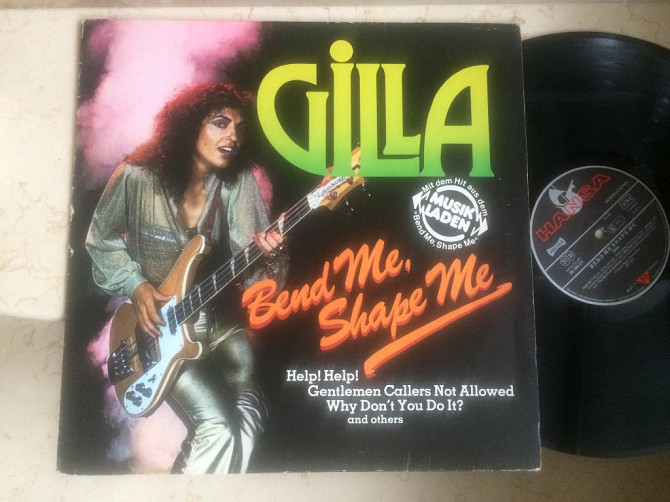 GILLA
Mit dem Hit aus dem
MUSIK
LADEN
"Bend Me, Shape Me"
Bend Me,
Shape Me
Help! Help!
Gentlemen Callers Not Allowed
Why Don't You Do It?
and others
HANSA